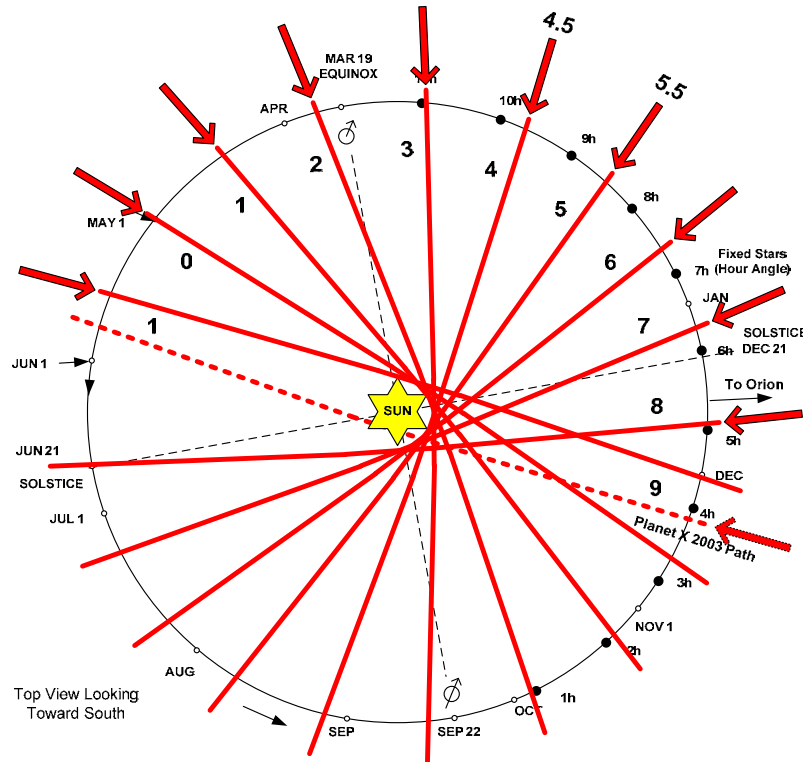 4.5
MAR 19
EQUINOX
5.5
APR
10h
9h
3
2
4
8h
1
5
MAY 1
0
6
Fixed Stars
(Hour Angle)
7h
JAN
1
7
SOLSTICE
DEC 21
6h
JUN 1
To Orion
SUN
8
5h
JUN 21
SOLSTICE
DEC
9
4h
JUL 1
Planet X 2003 Path
3h
NOV 1
2h
AUG
Top View Looking
Toward South
1h
SEP
SEP 22